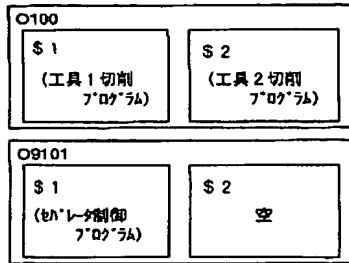 O100
$1
(工具1切削
プログラム)
$2
(工具2切削
プログラム)
O9101
$1
(セパレータ制御
プログラム)
$2
空